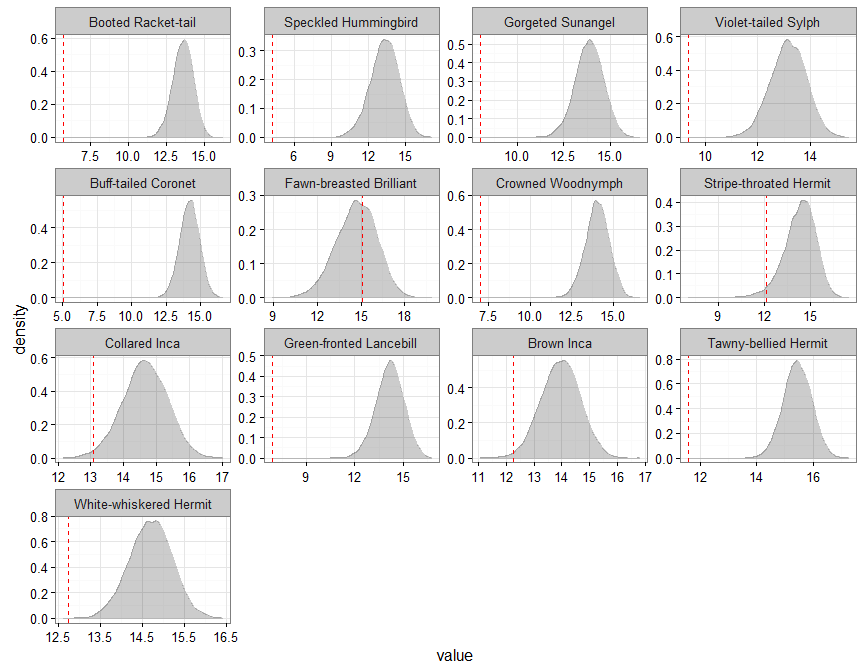 Booted Racket-tail Speckled Hummingbird Gorgeted Sunangel Violet-tailed Sylph
0.6 0.4 0.2 0.0
0.3 0.2 0.1 0.0
0.5 0.4 0.3 0.2 0.1 0.0
0.6 0.4 0.2 0.0
7.5 10.0 12.5 15.0 6 9 12 15 10.0 12.5 15.0 10 12 14
Buff-tailed Coronet Fawn-breasted Brilliant Crowned Woodnymph Stripe-throated Hermit
0.4 0.2 0.0
0.3 0.2 0.1 0.0
0.6 0.4 0.2 0.0
0.4 0.3 0.2 0.1 0.0
5.0 7.5 10.0 12.5 15.0 9 12 15 18 7.5 10.0 12.5 15.0 9 12 15
density
Collared Inca Green-fronted Lancebill Brown Inca Tawny-bellied Hermit
0.6 0.4 0.2 0.0
0.5 0.4 0.3 0.2 0.1 0.0
0.4 0.2 0.0
0.8 0.6 0.4 0.2 0.0
12 13 14 15 16 17 9 12 15 11 12 13 14 15 16 17 12 14 16
White-whiskered Hermit
0.8 0.6 0.4 0.2 0.0
12.5 13.5 14.5 15.5 16.5
value